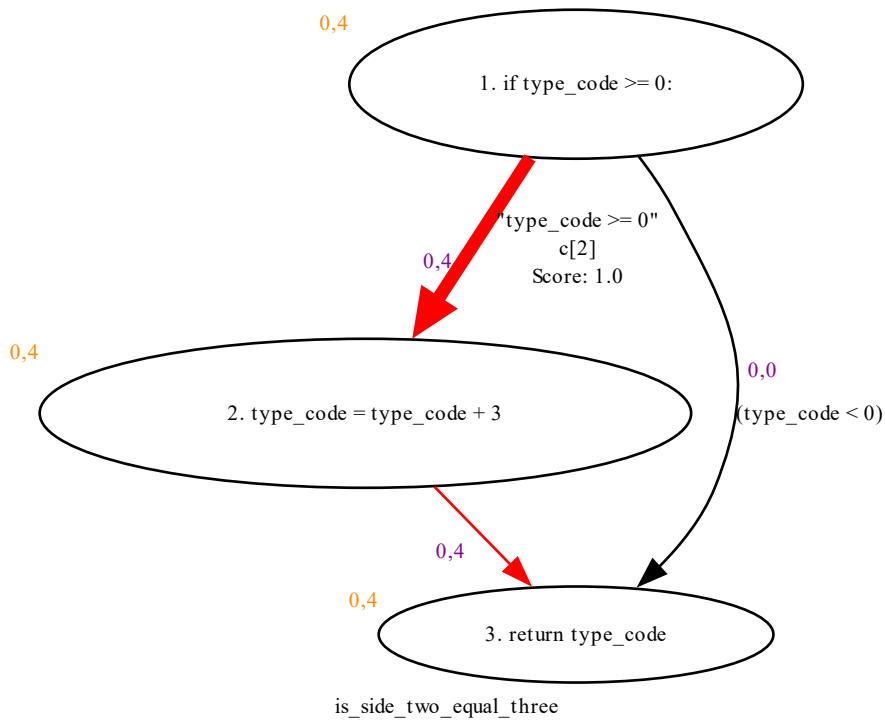 0,4
1. if type_code >= 0:
"type_code >= 0"
c[2]
0,4
Score: 1.0
0,4
0,0
2. type_code = type_code + 3
(type_code < 0)
0,4
0,4
3. return type_code
is_side_two_equal_three